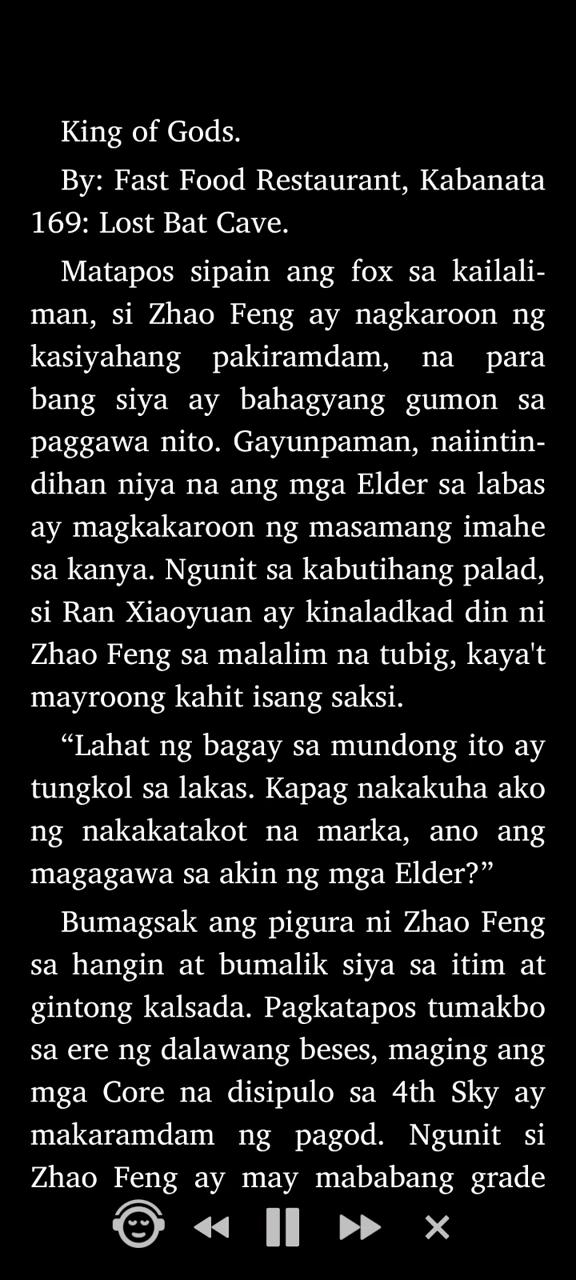 King of Gods.
By: Fast Food Restaurant, Kabanata
169: Lost Bat Cave.
Matapos sipain ang fox sa kailali-
man, si Zhao Feng ay nagkaroon ng
kasiyahang pakiramdam, na para
bang siya ay bahagyang gumon sa
paggawa nito. Gayunpaman, naiintin-
dihan niya na ang mga Elder sa labas
ay magkakaroon ng masamang imahe
sa kanya. Ngunit sa kabutihang palad,
si Ran Xiaoyuan ay kinaladkad din ni
Zhao Feng sa malalim na tubig, kaya't
mayroong kahit isang saksi.
“Lahat ng bagay sa mundong ito ay
tungkol sa lakas. Kapag nakakuha ako
ng nakakatakot na marka, ano ang
magagawa sa akin ng mga Elder?”
Bumagsak ang pigura ni Zhao Feng
sa hangin at bumalik siya sa itim at
gintong kalsada. Pagkatapos tumakbo
sa ere ng dalawang beses, maging ang
mga Core na disipulo sa 4th Sky ay
makaramdam ng pagod. Ngunit si
Zhao Feng ay may mababang grade